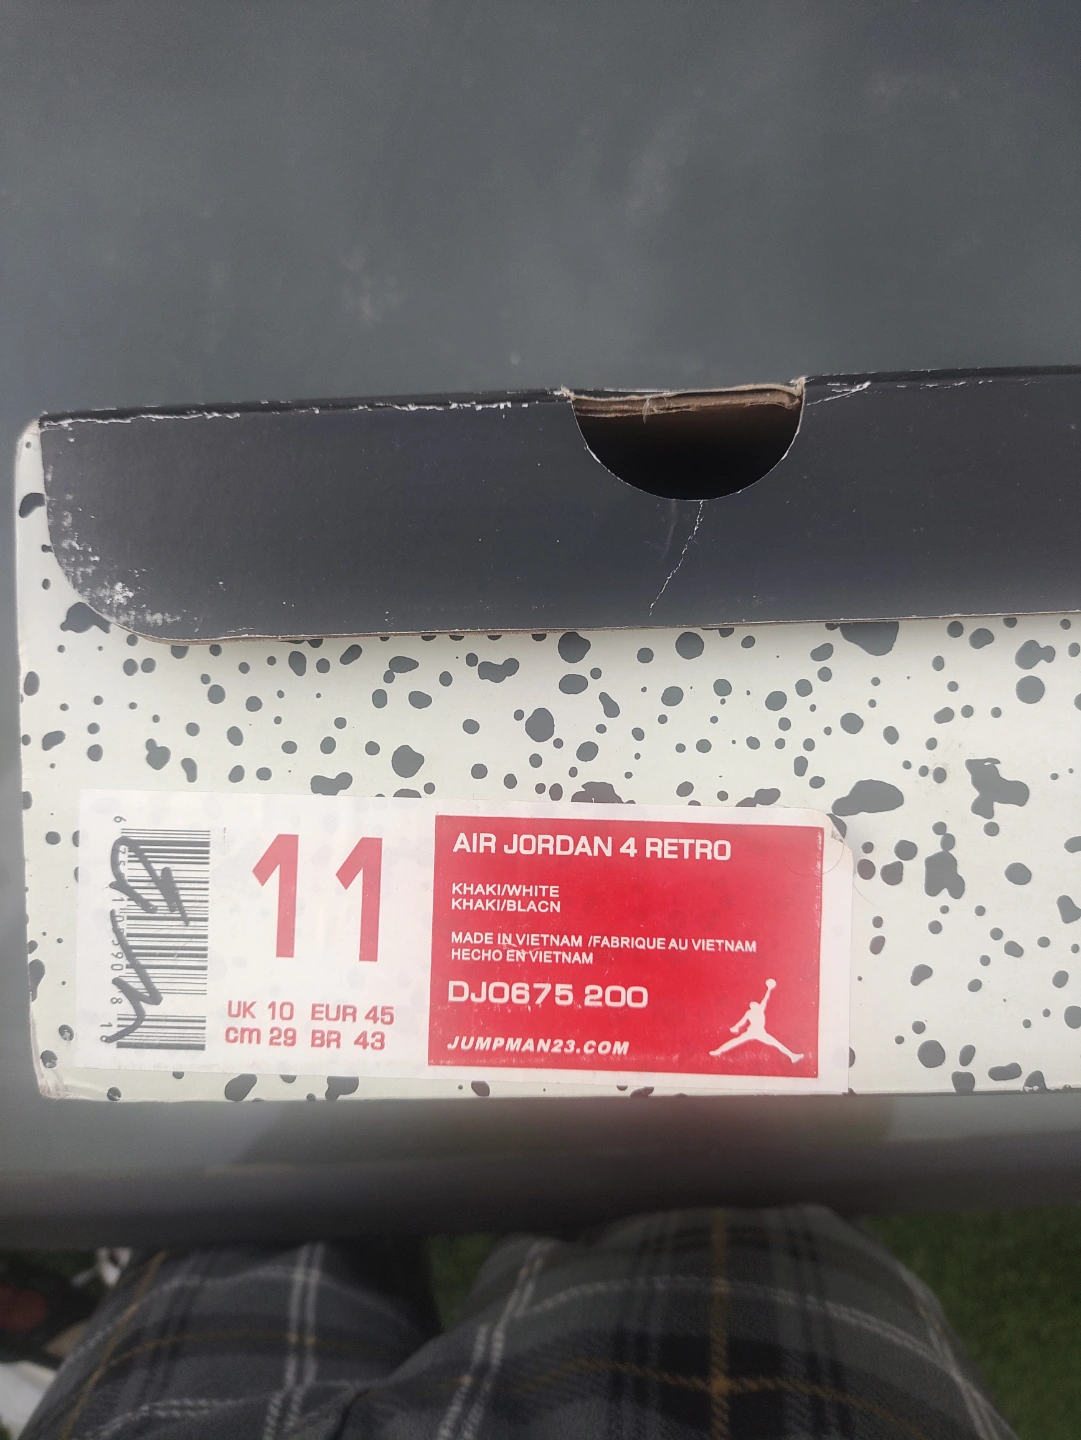 11
UK 10 EUR 45
cm 29 BR 43
AIR JORDAN 4 RETRO
KHAKI/WHITE
KHAKI/BLACN
MADE IN VIETNAM /FABRIQUE AU VIETNAM
HECHO EN VIETNAM
DJ0675 200
JUMPMAN23.COM